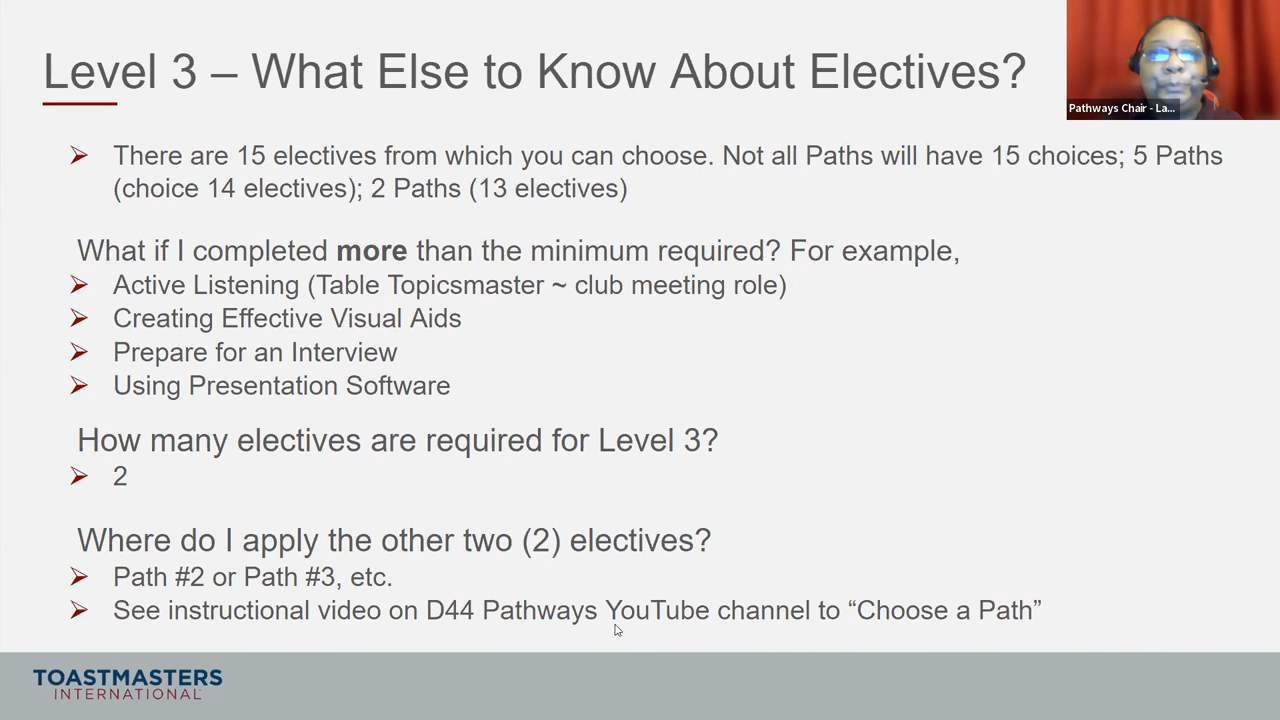 Level 3 – What Else to Know About Electives?
Pathways Chair - La...
There are 15 electives from which you can choose. Not all Paths will have 15 choices; 5 Paths
(choice 14 electives); 2 Paths (13 electives)
What if I completed more than the minimum required? For example,
Active Listening (Table Topicsmaster ~ club meeting role)
Creating Effective Visual Aids
Prepare for an Interview
Using Presentation Software
How many electives are required for Level 3?
2
Where do I apply the other two (2) electives?
Path #2 or Path #3, etc.
See instructional video on D44 Pathways YouTube channel to “Choose a Path”
TOASTMASTERS
INTERNATIONAL